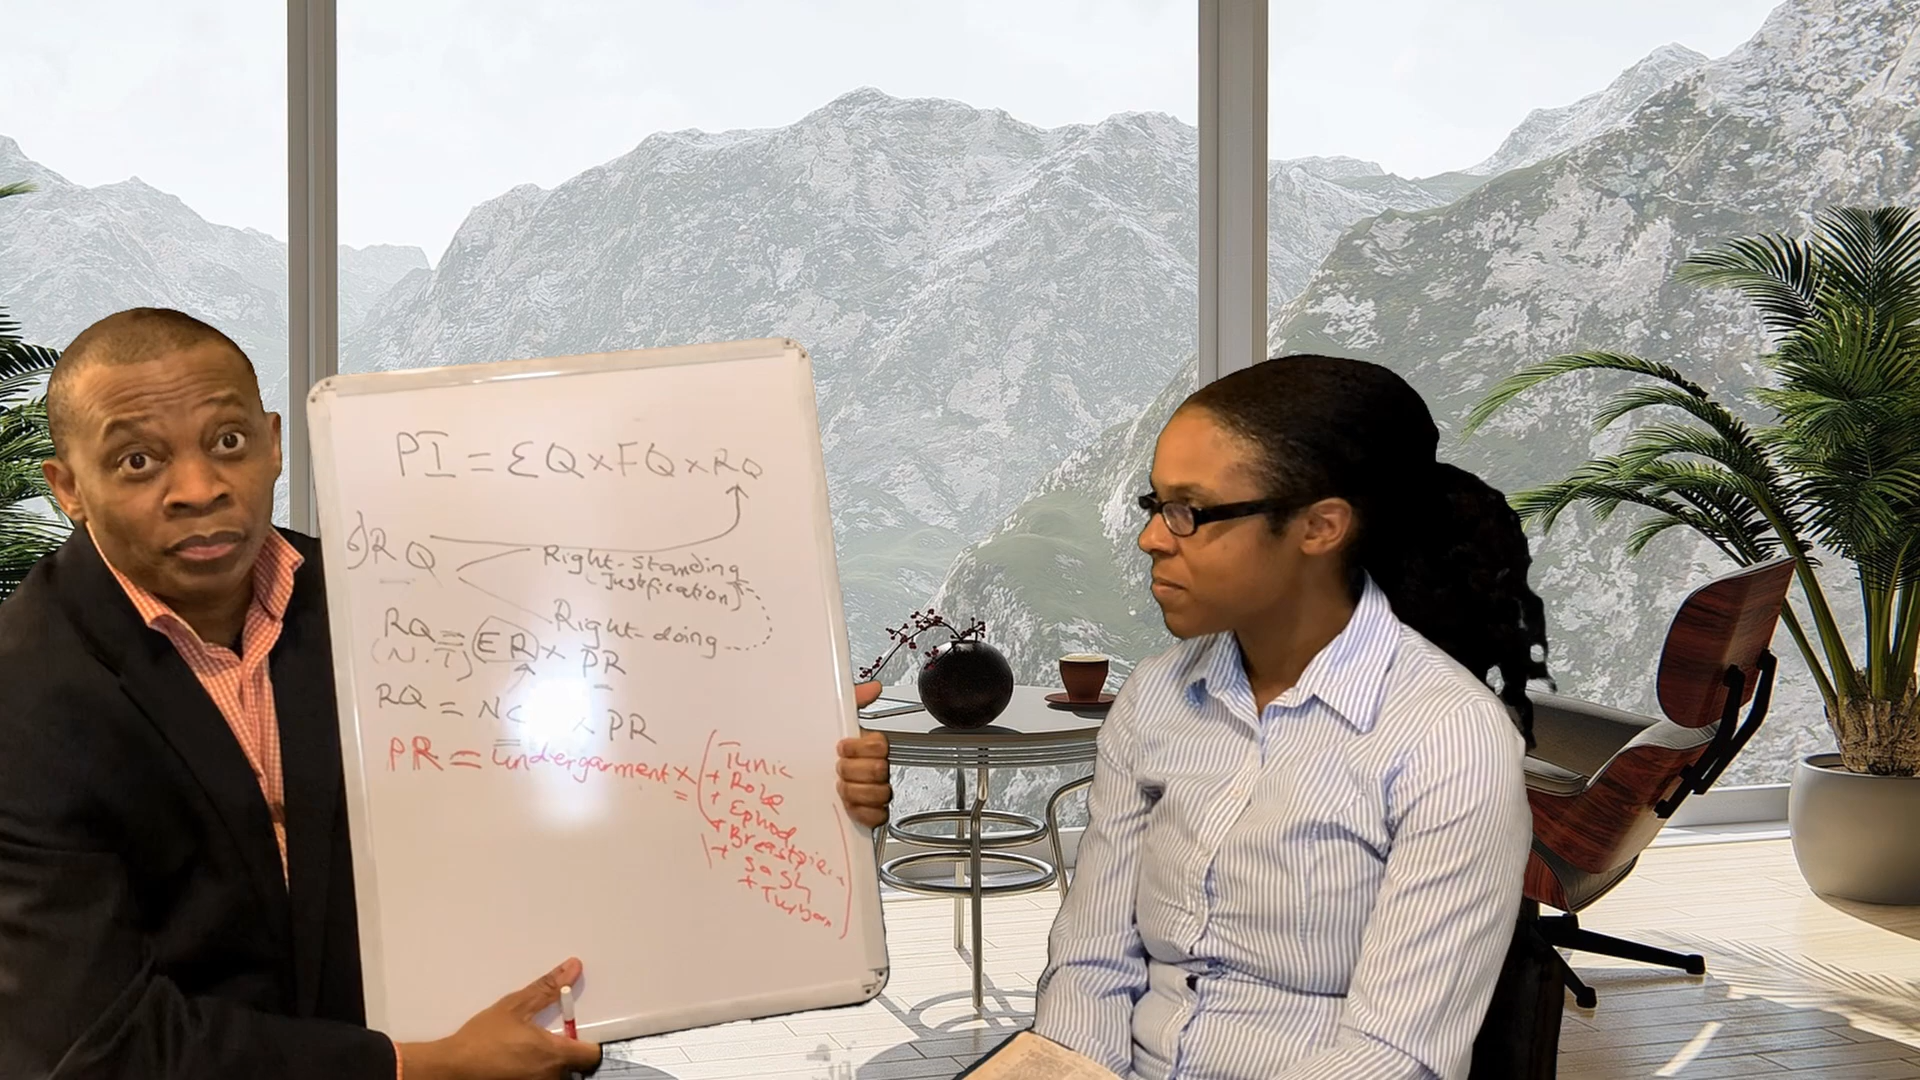 PI = EQ x FQ x RQ
6) RQ
Right-standing
(Justification)
Right-doing
RQ = (ER) x PR
(N.T)
RQ = NC x PR
PR = Undergarment x (Tunic
+ Robe
+ Ephod
+ Breastpiece
+ Sash
+ Turban)